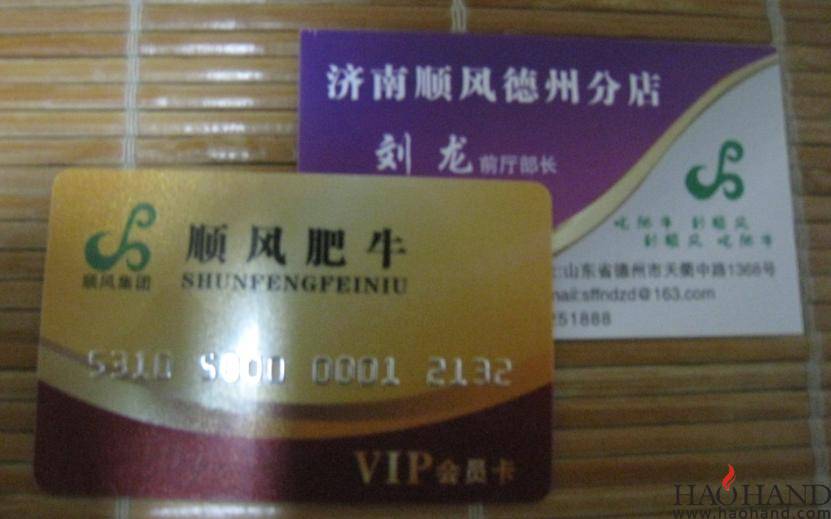 济南顺风德州分店
刘 龙 前厅部长
吃肥牛 到顺风
到顺风 吃肥牛
:山东省德州市天衢中路1368号
mail:sffndzd@163.com
251888
顺风肥牛
SHUNFENGFEINIU
顺风集团
5310 5000 0001 2132
VIP会员卡
HAOHAND
www.haohand.com